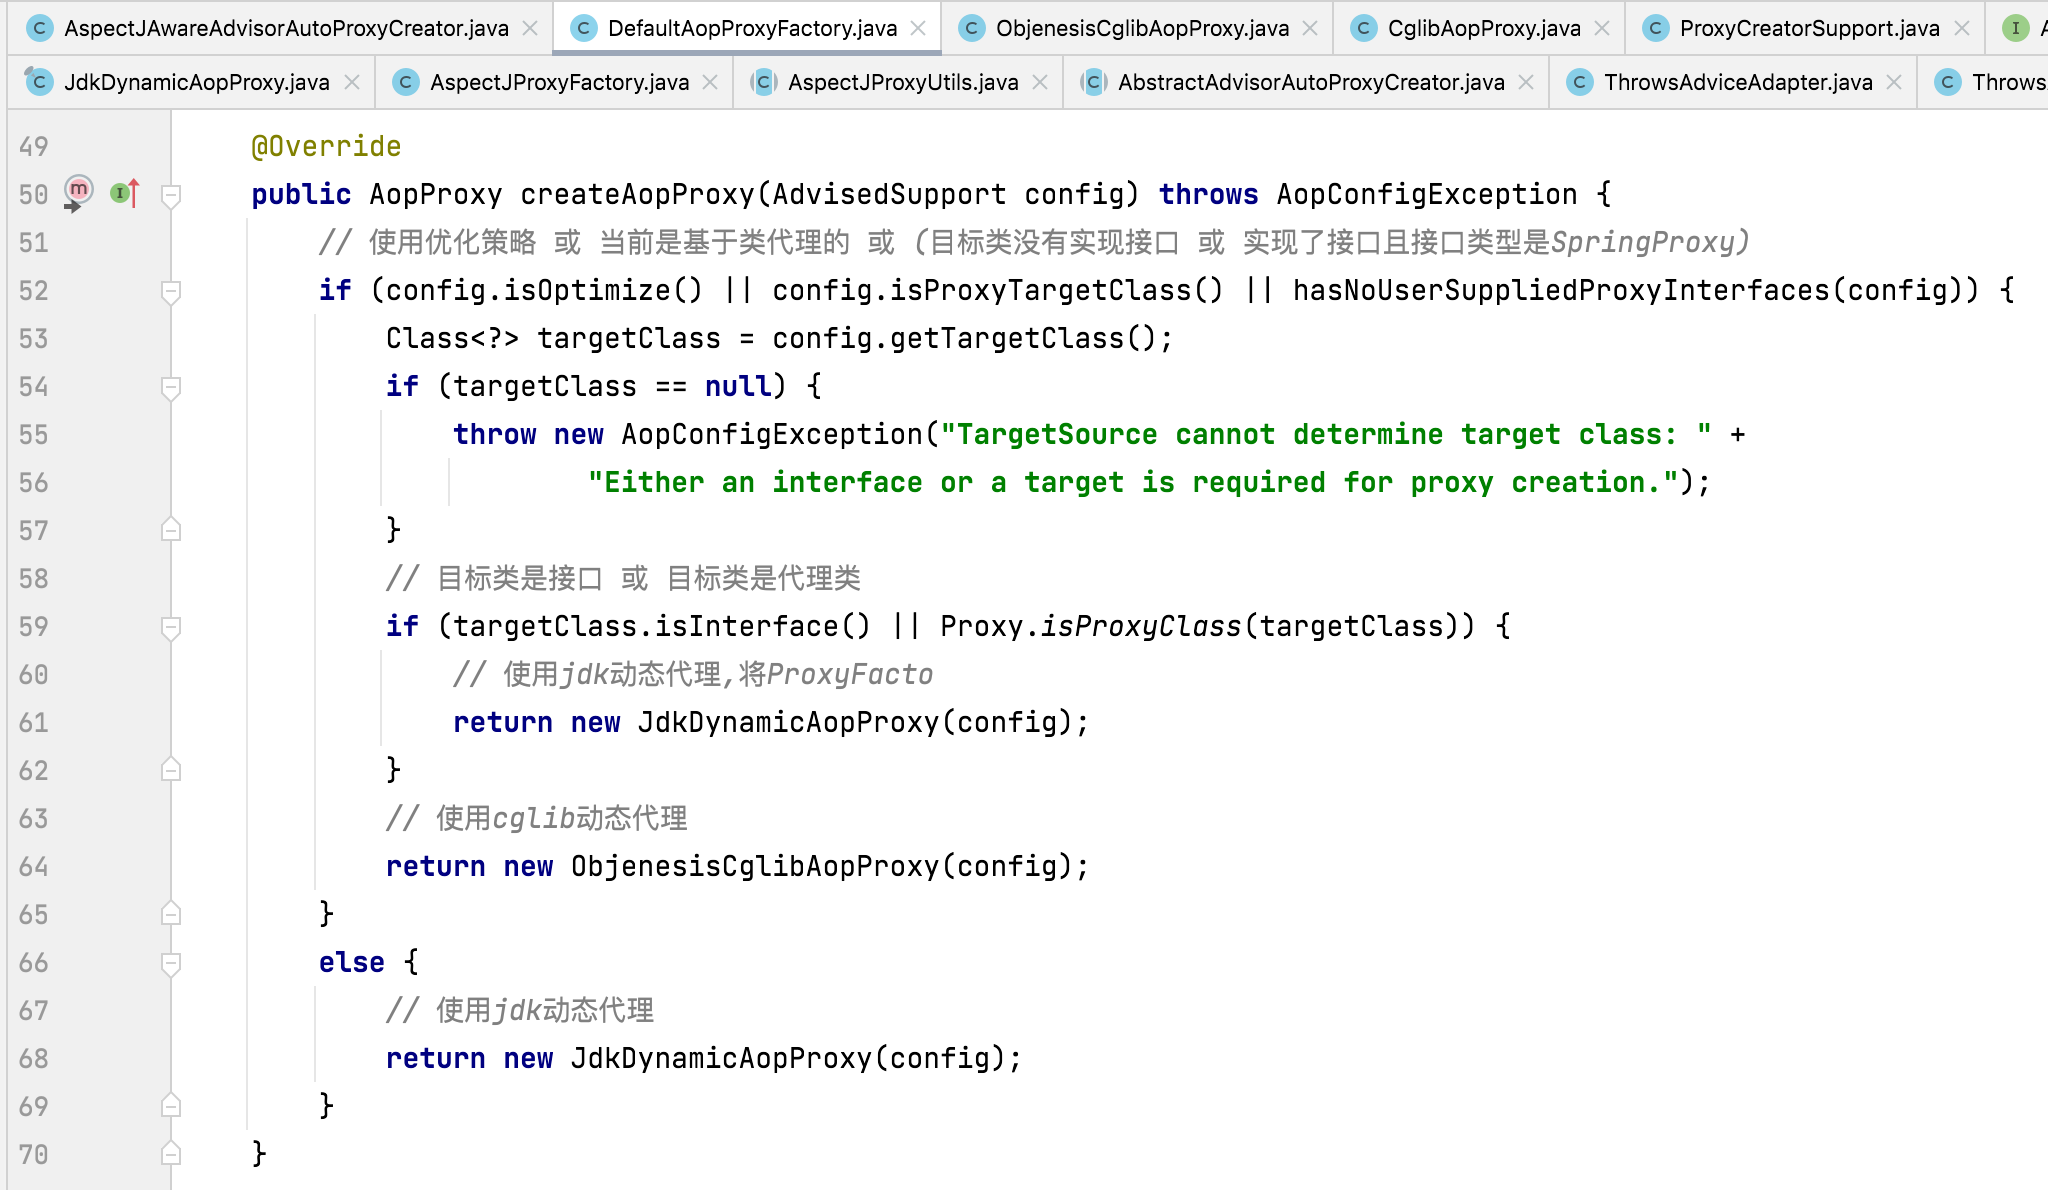 AspectJAwareAdvisorAutoProxyCreator.java DefaultAopProxyFactory.java ObjenesisCglibAopProxy.java CglibAopProxy.java ProxyCreatorSupport.java
JdkDynamicAopProxy.java AspectJProxyFactory.java AspectJProxyUtils.java AbstractAdvisorAutoProxyCreator.java ThrowsAdviceAdapter.java Throws
49 @Override
50 public AopProxy createAopProxy(AdvisedSupport config) throws AopConfigException {
51 // 使用优化策略 或 当前是基于类代理的 或 (目标类没有实现接口 或 实现了接口且接口类型是SpringProxy)
52 if (config.isOptimize() || config.isProxyTargetClass() || hasNoUserSuppliedProxyInterfaces(config)) {
53 Class<?> targetClass = config.getTargetClass();
54 if (targetClass == null) {
55 throw new AopConfigException("TargetSource cannot determine target class: " +
56 "Either an interface or a target is required for proxy creation.");
57 }
58 // 目标类是接口 或 目标类是代理类
59 if (targetClass.isInterface() || Proxy.isProxyClass(targetClass)) {
60 // 使用jdk动态代理,将ProxyFacto
61 return new JdkDynamicAopProxy(config);
62 }
63 // 使用cglib动态代理
64 return new ObjenesisCglibAopProxy(config);
65 }
66 else {
67 // 使用jdk动态代理
68 return new JdkDynamicAopProxy(config);
69 }
70 }